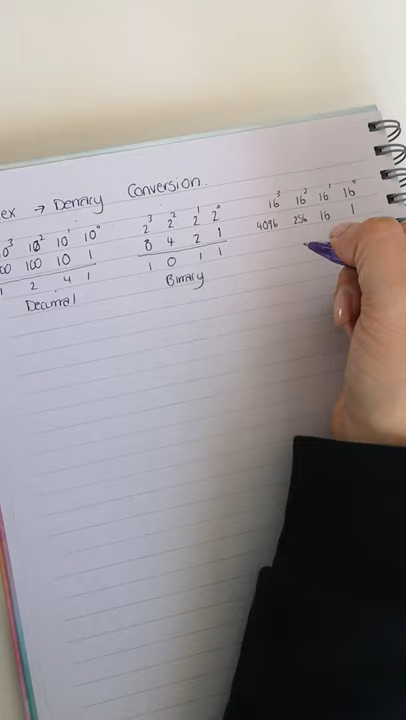 ex → Denary Conversion.
10³ 10² 10¹ 10⁰
00 100 10 1
1 2 4 1
Decimal
2³ 2² 2¹ 2⁰
8 4 2 1
1 0 1 1
Binary
16³ 16² 16¹ 16⁰
4096 256 16 1